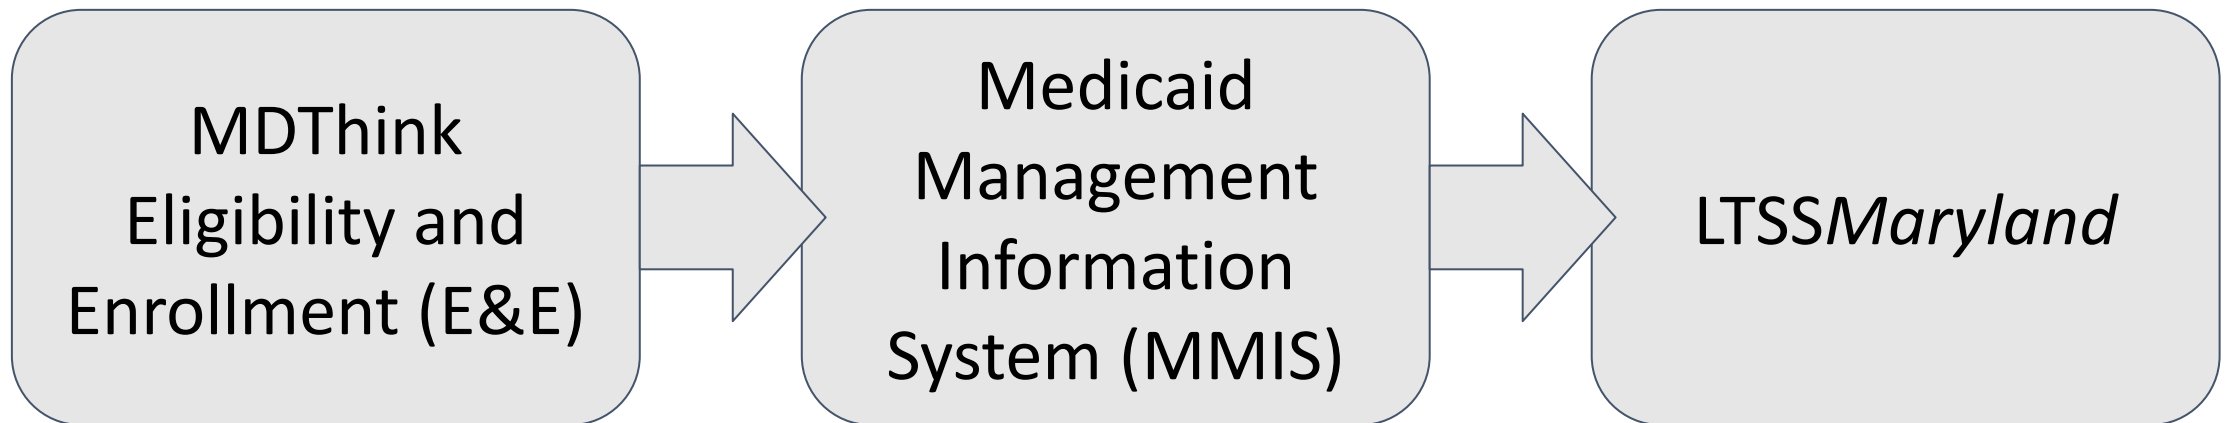 MDThink
Eligibility and
Enrollment (E&E)
Medicaid
Management
Information
System (MMIS)
LTSSMaryland